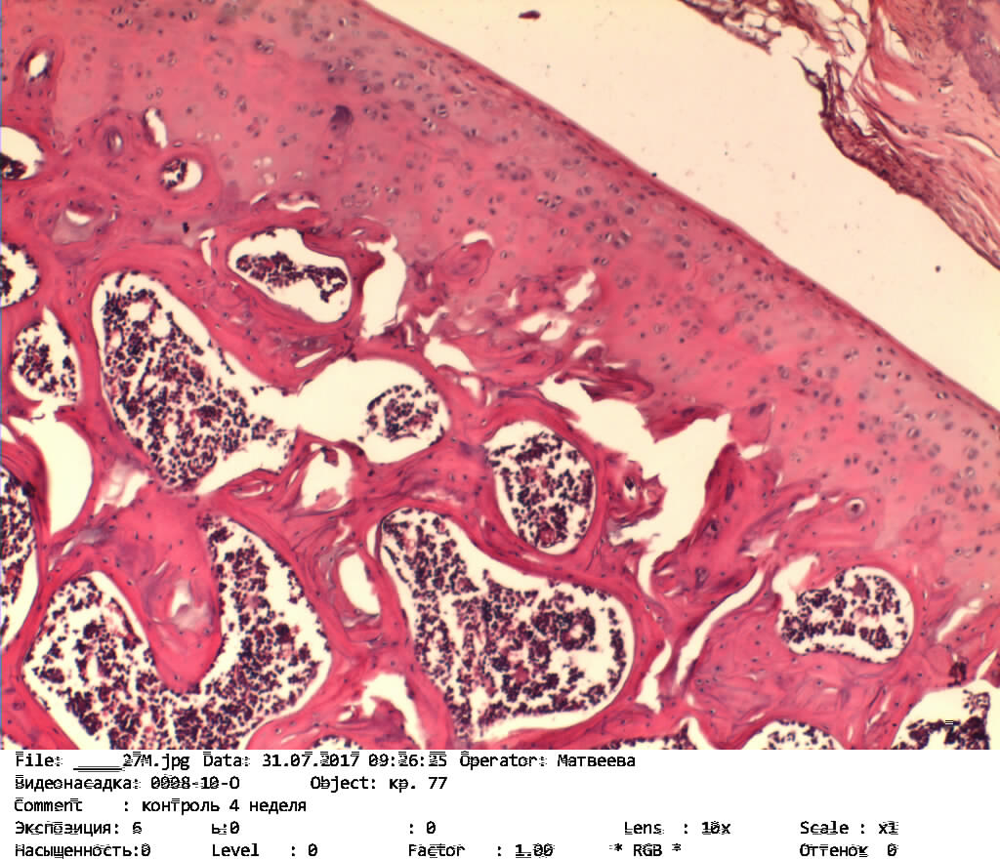 File: _____27M.jpg Data: 31.07.2017 09:26:25 Operator: Матвеева
Видеонасадка: 0008-10-О Object: кр. 77
Comment : контроль 4 неделя
Экспозиция: 6 ь:0 : 0 Lens : 10x Scale : x1
Насыщенность:0 Level : 0 Factor : 1.00 * RGB * Оттенок 0